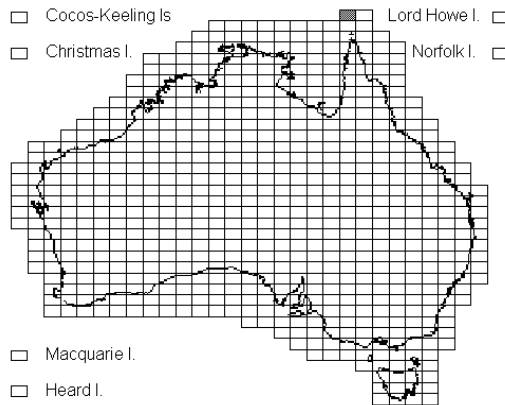 Cocos-Keeling Is
Lord Howe I.
Christmas I.
Norfolk I.
Macquarie I.
Heard I.